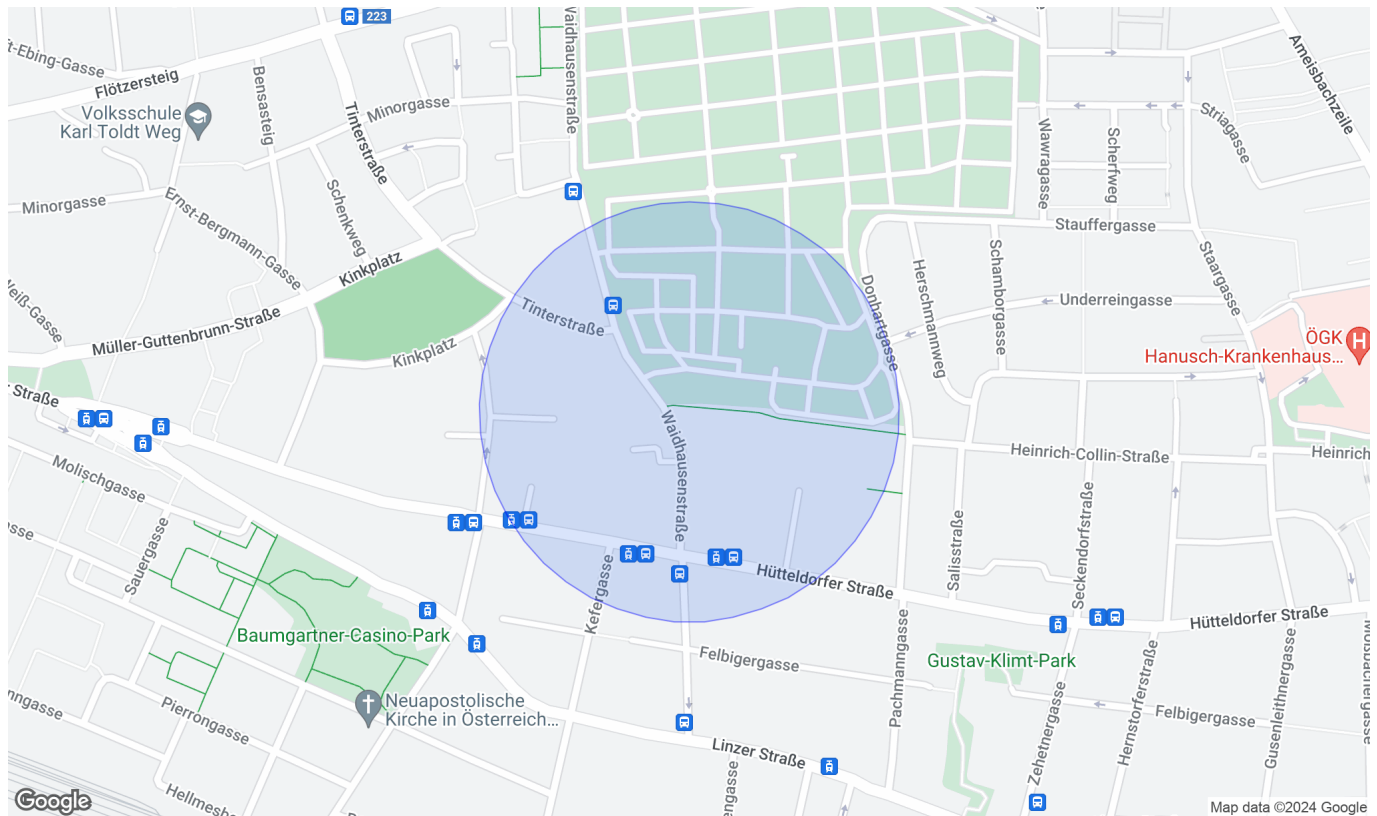 223
Waidhausenstraße
Ameisbachzeile
Flötzersteig
Bensasteig
Volksschule
Karl Toldt Weg
Minorgasse
Tinterstraße
Striagasse
Wawragasse
Scherfweg
Minorgasse
Ernst-Bergmann-Gasse
Schenkweg
Kinkplatz
Stauffergasse
Staargasse
Schamborgasse
Herschmannweg
Donhartgasse
Underreingasse
Tinterstraße
Müller-Guttenbrunn-Straße
Kinkplatz
ÖGK
Hanusch-Krankenhaus...
H
Straße
Waidhausenstraße
Heinrich-Collin-Straße
Heinrich
Molischgasse
Sauergasse
Salisstraße
Seckendorfstraße
Hütteldorfer Straße
Kefergasse
Hütteldorfer Straße
Baumgartner-Casino-Park
Felbigergasse
Gustav-Klimt-Park
Pachmanngasse
Zehetnergasse
Hernstorferstraße
Gusenleithnergasse
Neuapostolische
Kirche in Österreich...
Pierrongasse
Felbigergasse
Linzer Straße
Google
Map data ©2024 Google